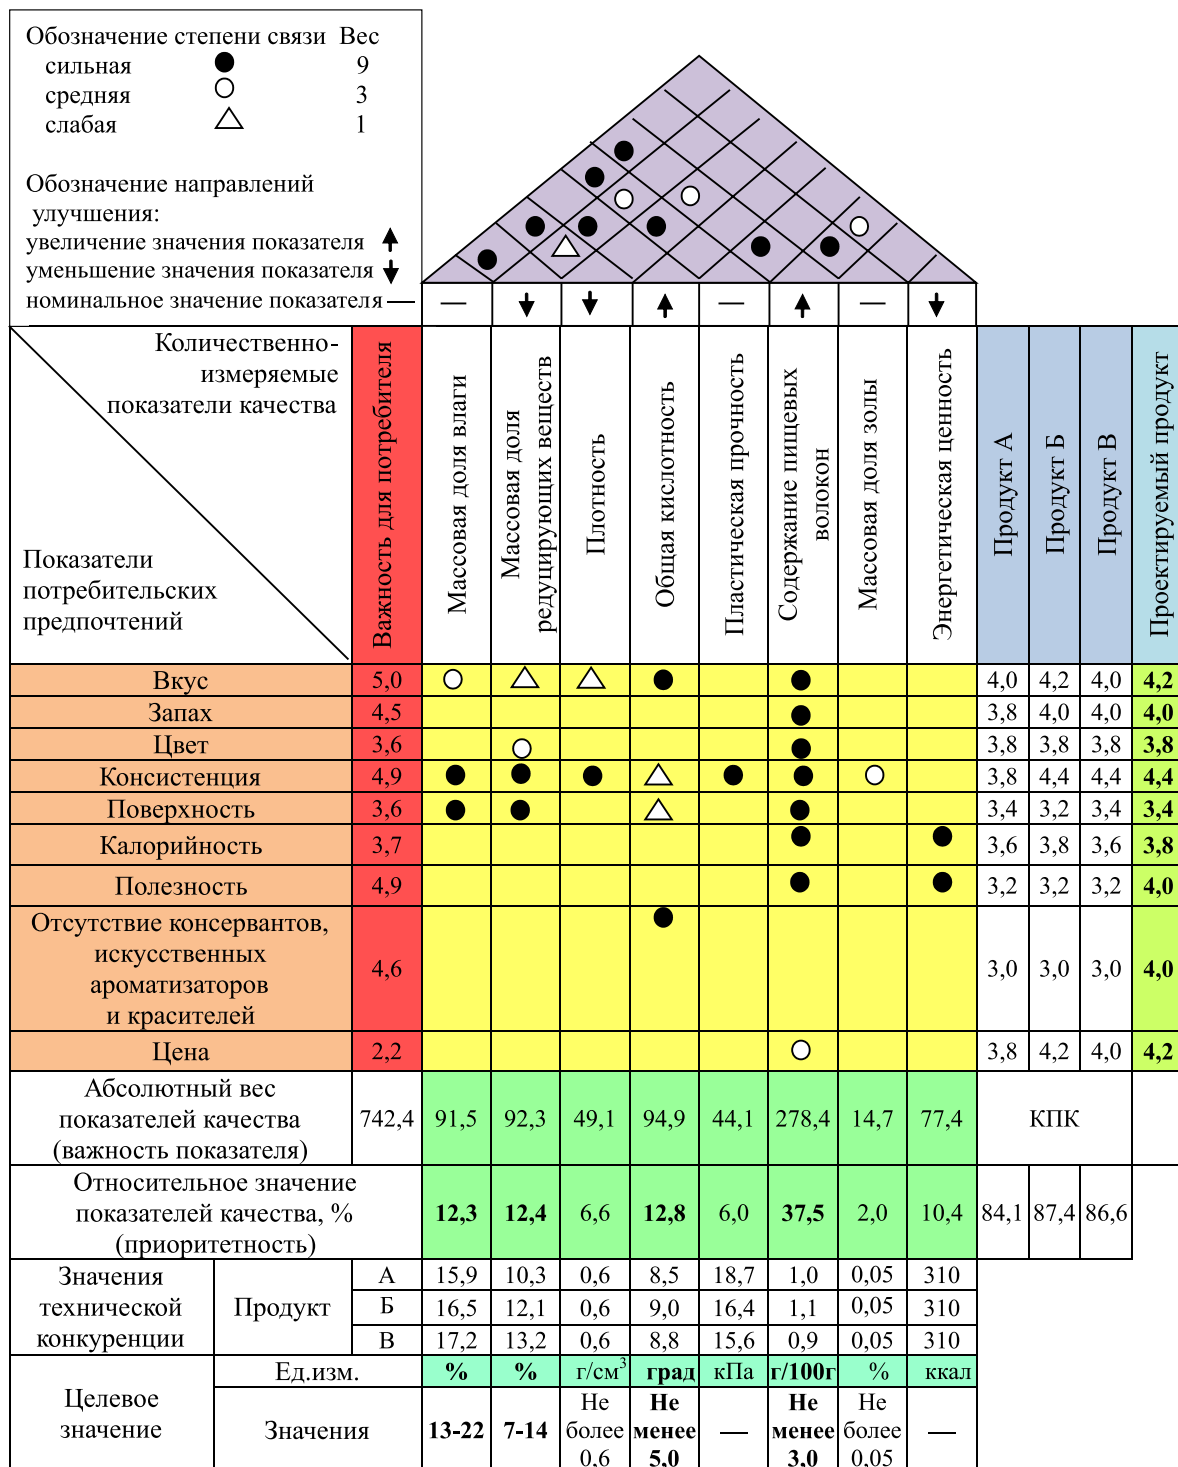 Обозначение степени связи Вес
сильная 9
средняя 3
слабая 1
Обозначение направлений
улучшения:
увеличение значения показателя
уменьшение значения показателя
номинальное значение показателя —
— — —
Количественно-
измеряемые
показатели качества
Показатели
потребительских
предпочтений
Важность для потребителя
Массовая доля влаги
Массовая доля
редуцирующих веществ
Плотность
Общая кислотность
Пластическая прочность
Содержание пищевых
волокон
Массовая доля золы
Энергетическая ценность
Продукт А
Продукт Б
Продукт В
Проектируемый продукт
Вкус 5,0 4,0 4,2 4,0 4,2
Запах 4,5 3,8 4,0 4,0 4,0
Цвет 3,6 3,8 3,8 3,8 3,8
Консистенция 4,9 3,8 4,4 4,4 4,4
Поверхность 3,6 3,4 3,2 3,4 3,4
Калорийность 3,7 3,6 3,8 3,6 3,8
Полезность 4,9 3,2 3,2 3,2 4,0
Отсутствие консервантов,
искусственных
ароматизаторов
и красителей
4,6 3,0 3,0 3,0 4,0
Цена 2,2 3,8 4,2 4,0 4,2
Абсолютный вес
показателей качества
(важность показателя)
742,4 91,5 92,3 49,1 94,9 44,1 278,4 14,7 77,4 КПК
Относительное значение
показателей качества, %
(приоритетность)
12,3 12,4 6,6 12,8 6,0 37,5 2,0 10,4 84,1 87,4 86,6
Значения
технической
конкуренции
Продукт
А 15,9 10,3 0,6 8,5 18,7 1,0 0,05 310
Б 16,5 12,1 0,6 9,0 16,4 1,1 0,05 310
В 17,2 13,2 0,6 8,8 15,6 0,9 0,05 310
Целевое
значение
Ед.изм. % % г/см³ град кПа г/100г % ккал
Значения
13-22
7-14
Не
более
0,6
Не
менее
5,0
—
Не
менее
3,0
Не
более
0,05
—